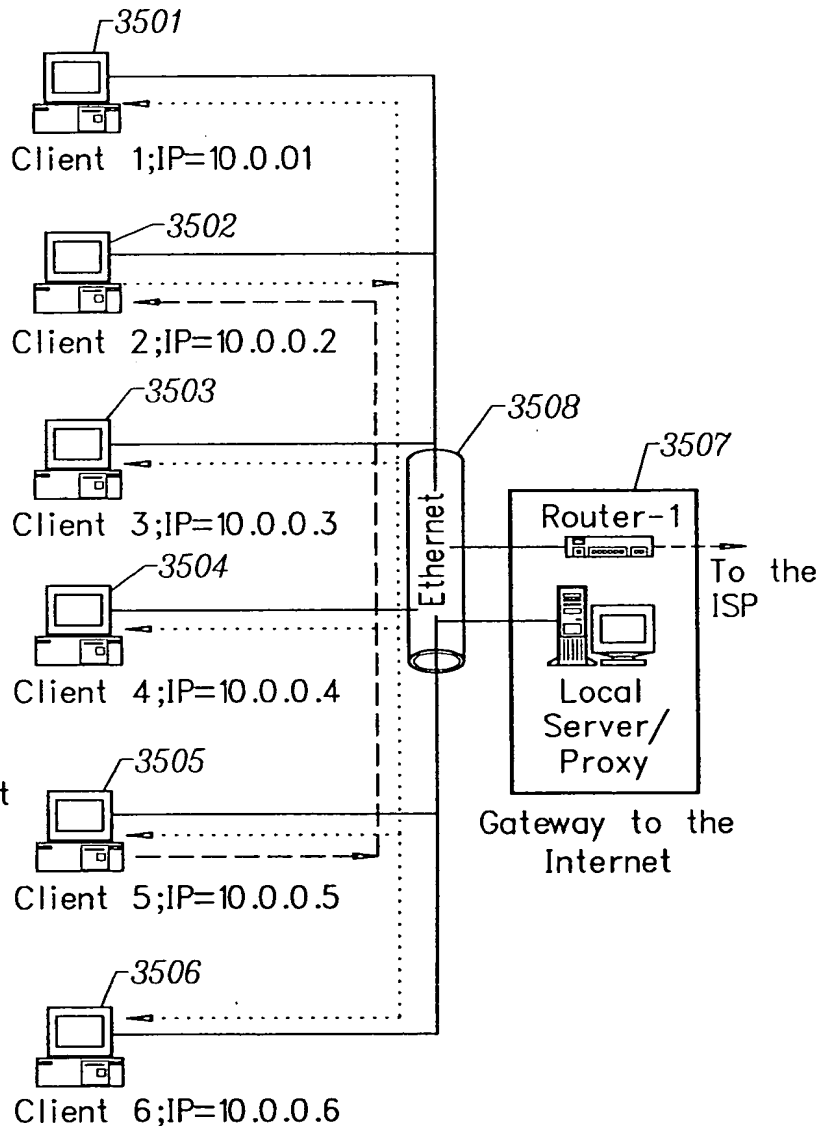 3501
Client 1;IP=10.0.01
3502
Client 2;IP=10.0.0.2
3503
Client 3;IP=10.0.0.3
3504
Client 4;IP=10.0.0.4
3505
t
Client 5;IP=10.0.0.5
3506
Client 6;IP=10.0.0.6
3508
Ethernet
3507
Router-1
To the
ISP
Local
Server/
Proxy
Gateway to the
Internet